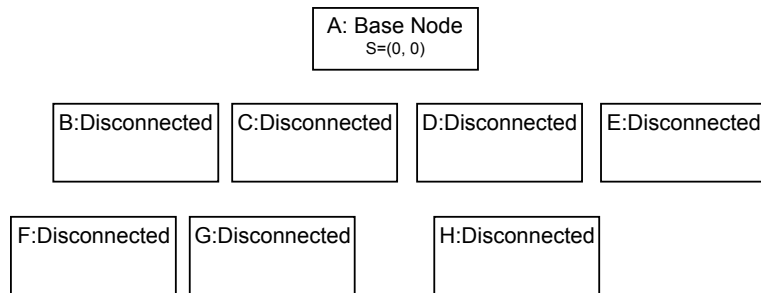 A: Base Node
S=(0, 0)
B:Disconnected
C:Disconnected
D:Disconnected
E:Disconnected
F:Disconnected
G:Disconnected
H:Disconnected